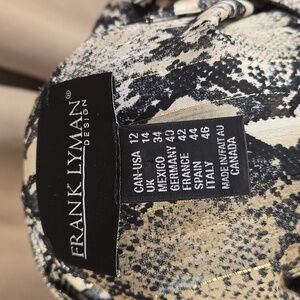 FRANK LYMAN®
DESIGN
CAN-USA 12
UK 14
MEXICO 34
GERMANY 40
FRANCE 42
SPAIN 44
ITALY 46
MADE IN/FAIT AU
CANADA